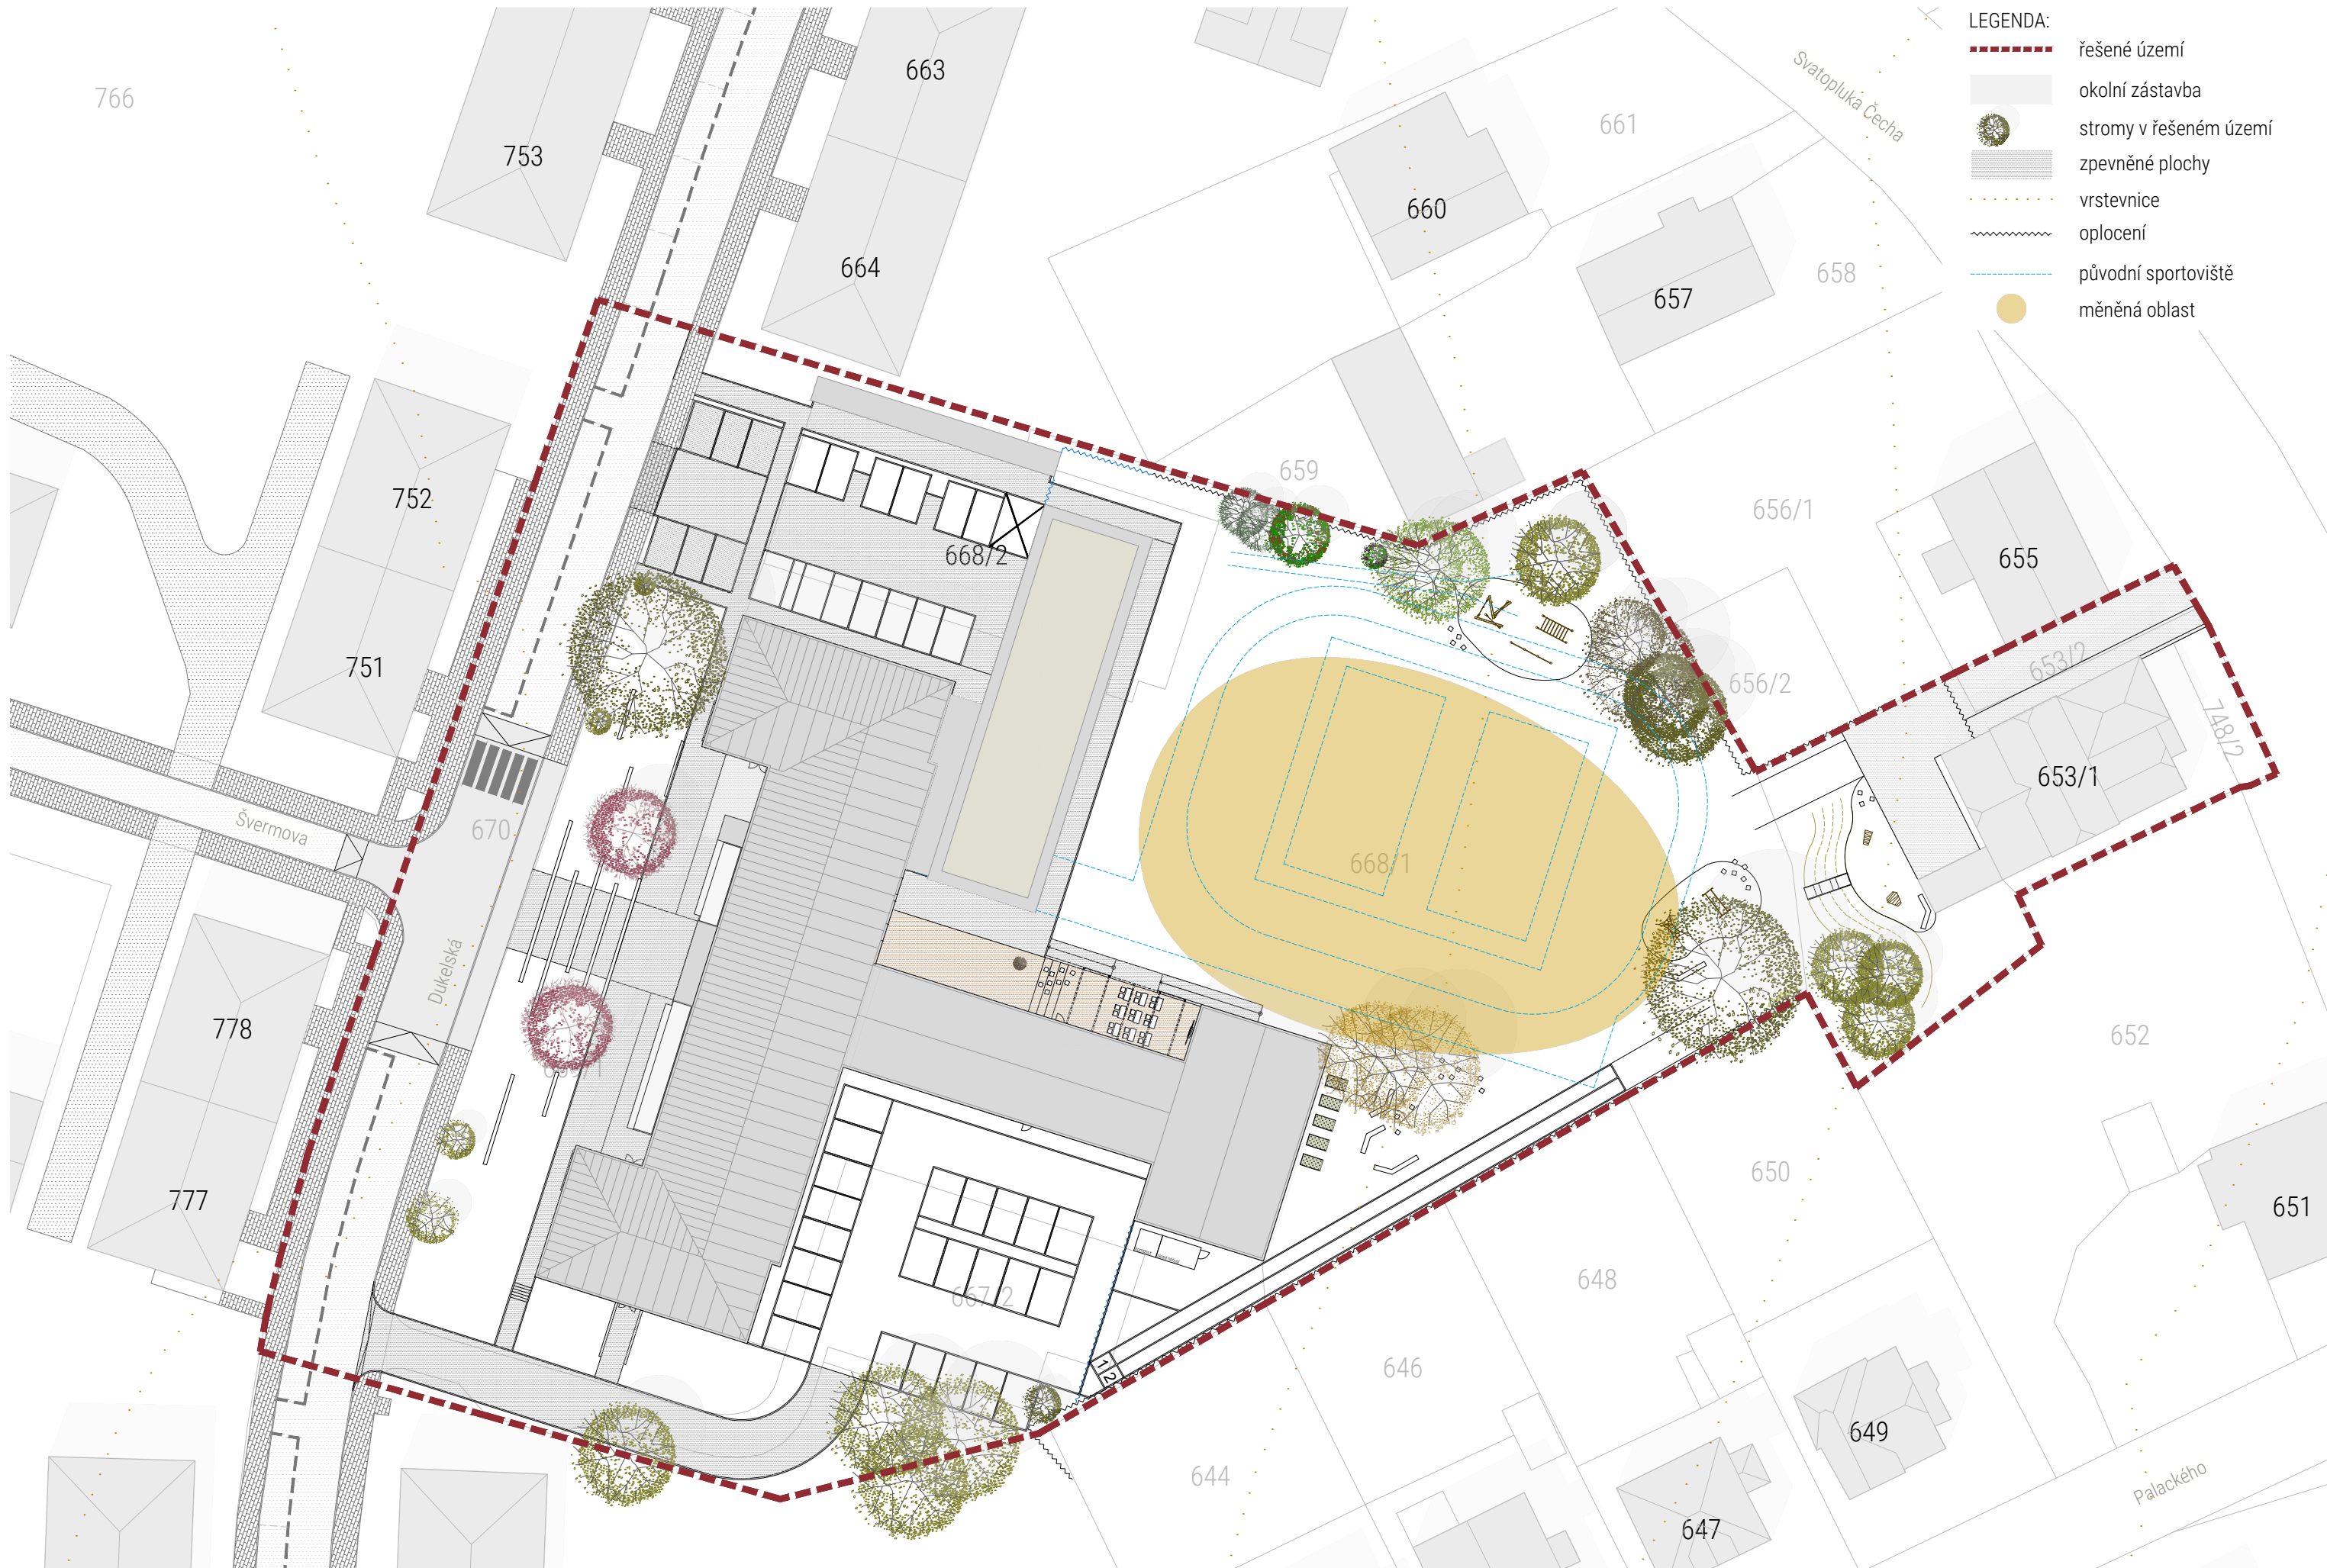 LEGENDA:
řešené území
okolní zástavba
stromy v řešeném území
zpevněné plochy
vrstevnice
oplocení
původní sportoviště
měněná oblast
766
663
753
664
661
Svatopluka Čecha
660
658
657
659
752
656/1
655
668/2
751
656/2
653/2
748/2
653/1
Švermova
670
668/1
Dukelská
778
652
777
650
651
667/2
648
646
1
2
649
644
647
Palackého